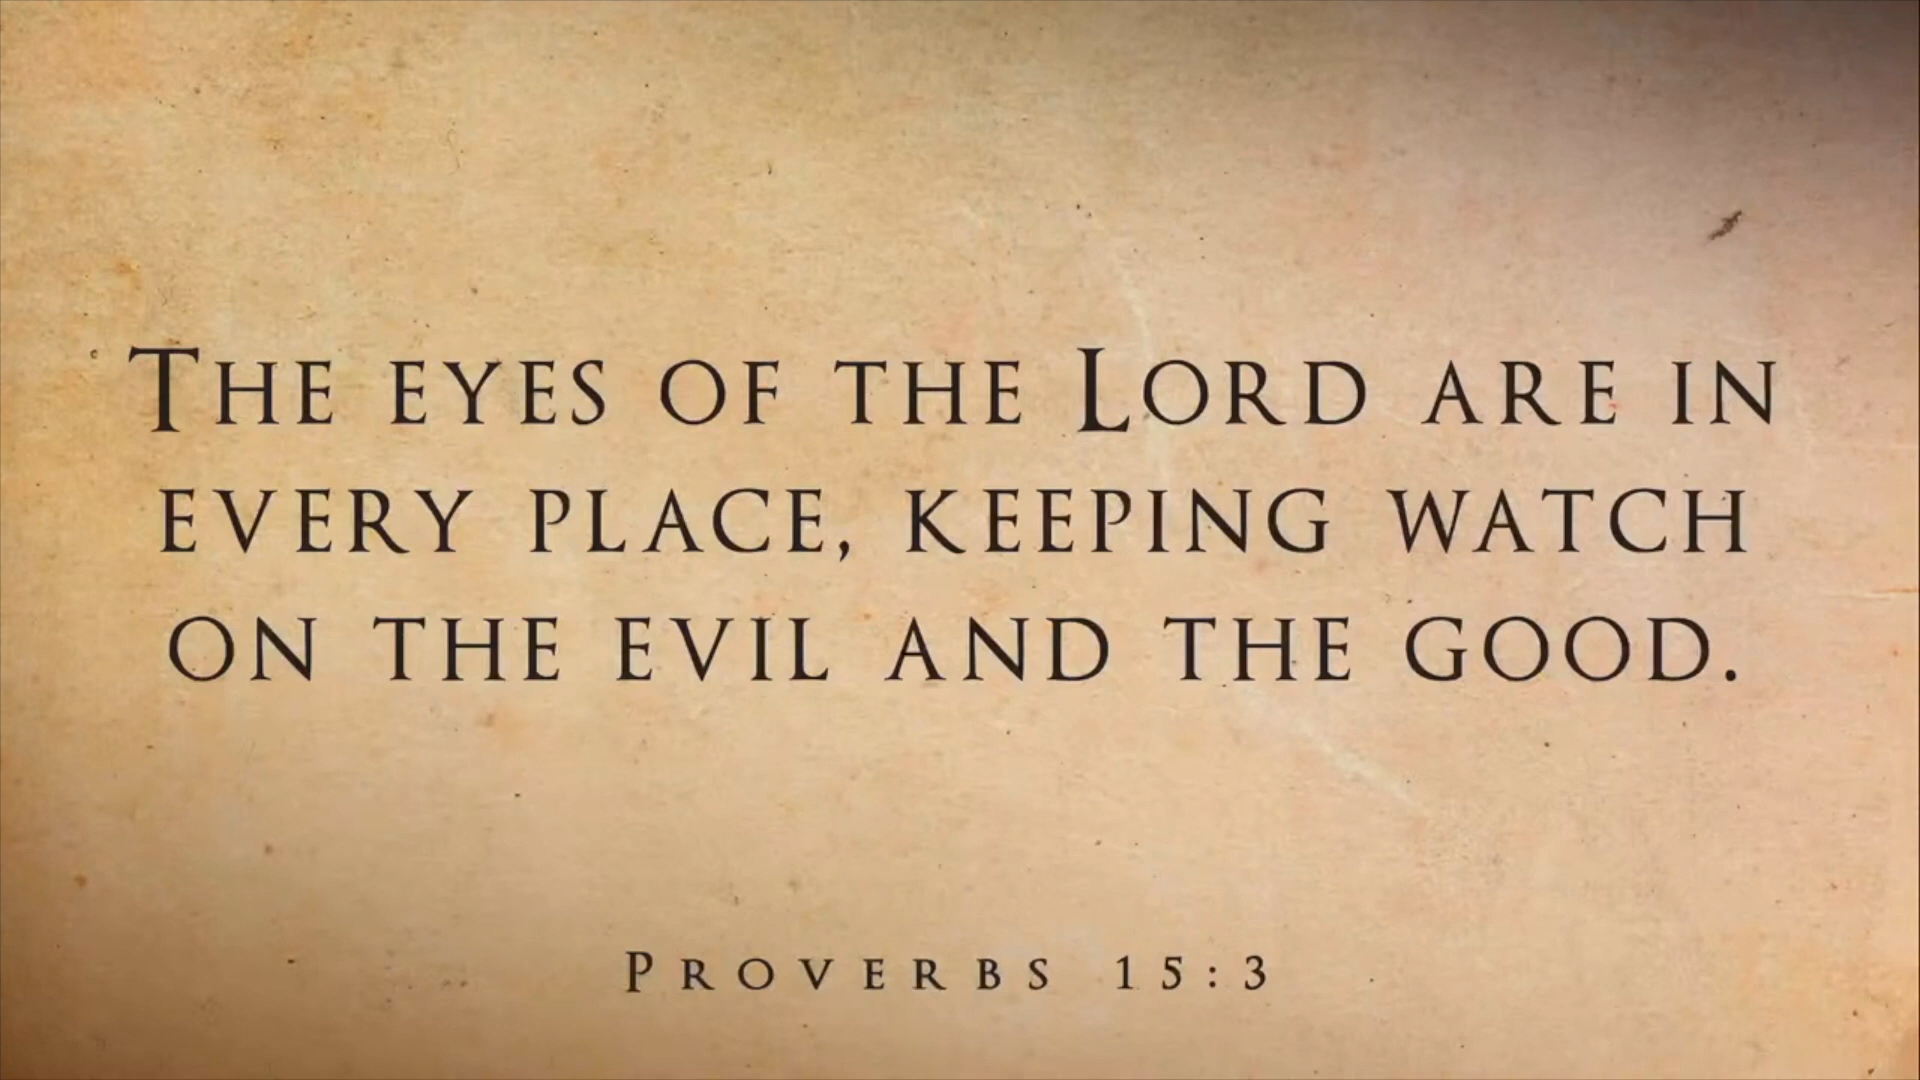 The eyes of the Lord are in
every place, keeping watch
on the evil and the good.
Proverbs 15:3